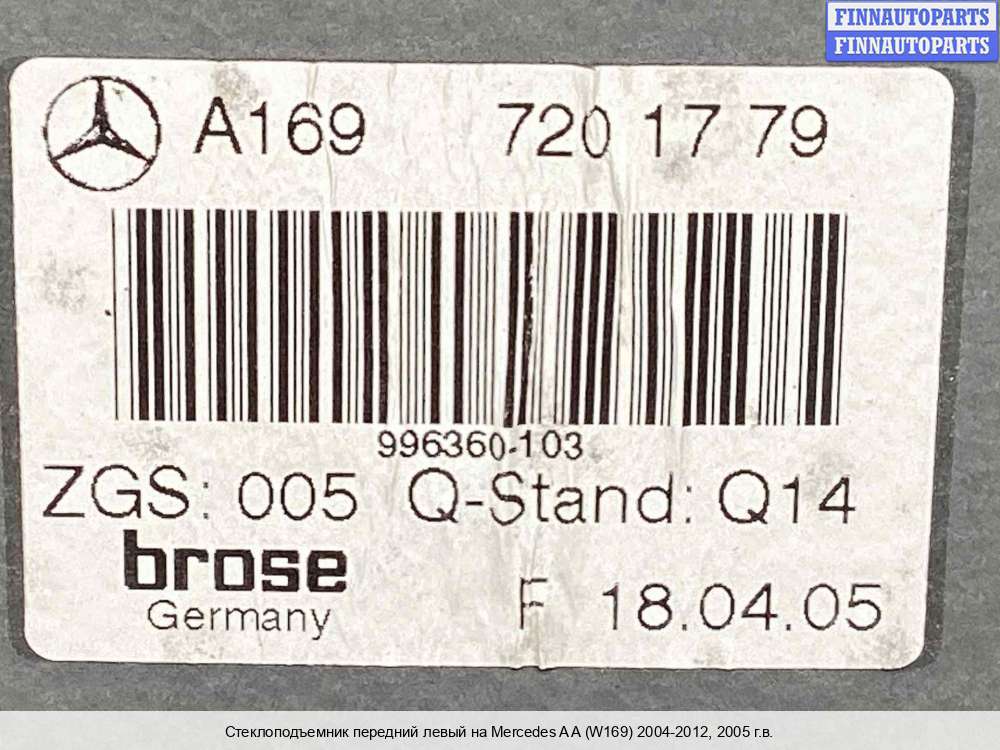 FINNAUTOPARTS
FINNAUTOPARTS
A169 720 17 79
996360-103
ZGS: 005 Q-Stand: Q14
brose
Germany
F 18.04.05
Стеклоподъемник передний левый на Mercedes A A (W169) 2004-2012, 2005 г.в.